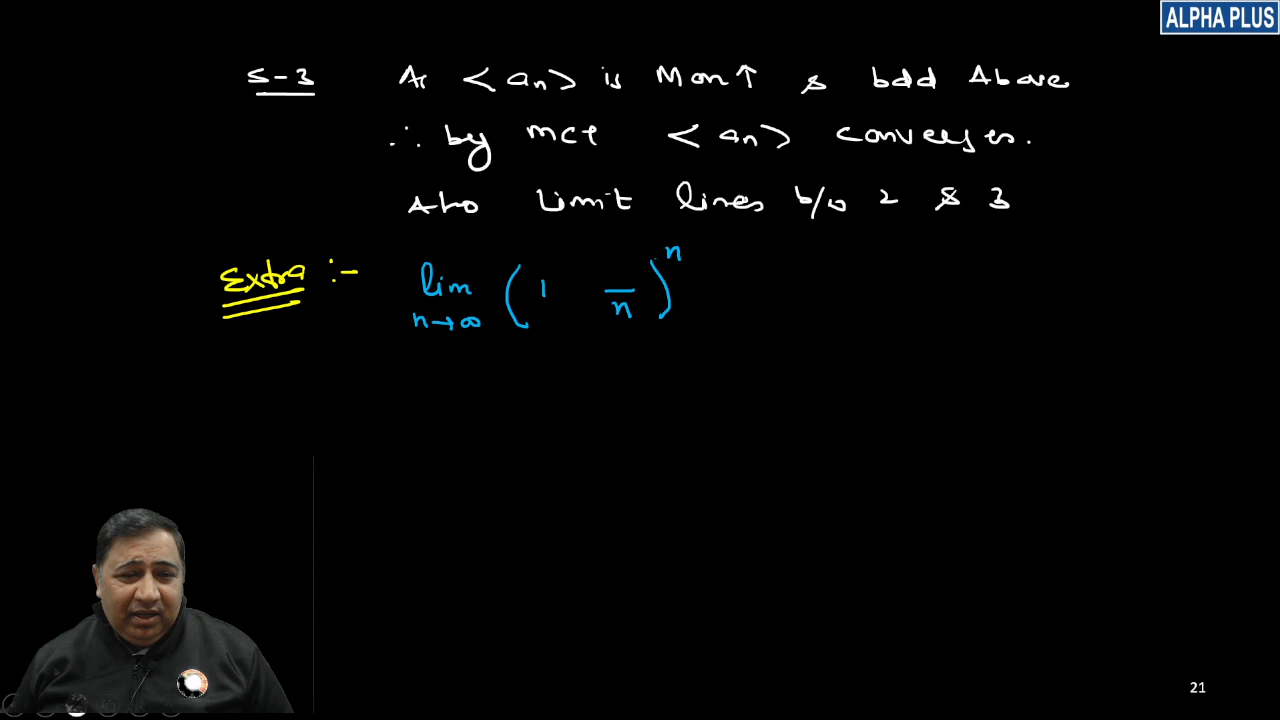 ALPHA PLUS
S-3 As <an> is Mon↑ & bdd Above
∴ by MCT <an> converges.
Also Limit lines b/w 2 & 3
Extra :- lim n→∞ ( 1 — n )^n
21